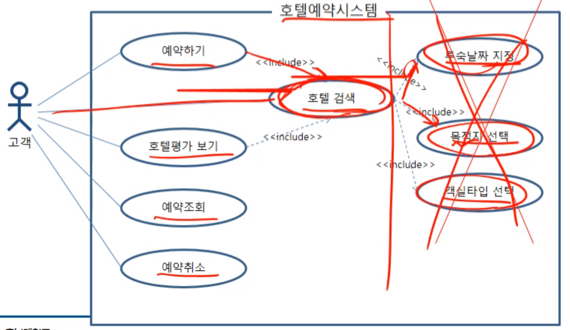 호텔예약시스템
예약하기
<<include>>
<<include>>
투숙날짜 지정
호텔 검색
<<include>>
고객
호텔평가 보기
<<include>>
목적지 선택
<<include>>
객실타입 선택
예약조회
예약취소